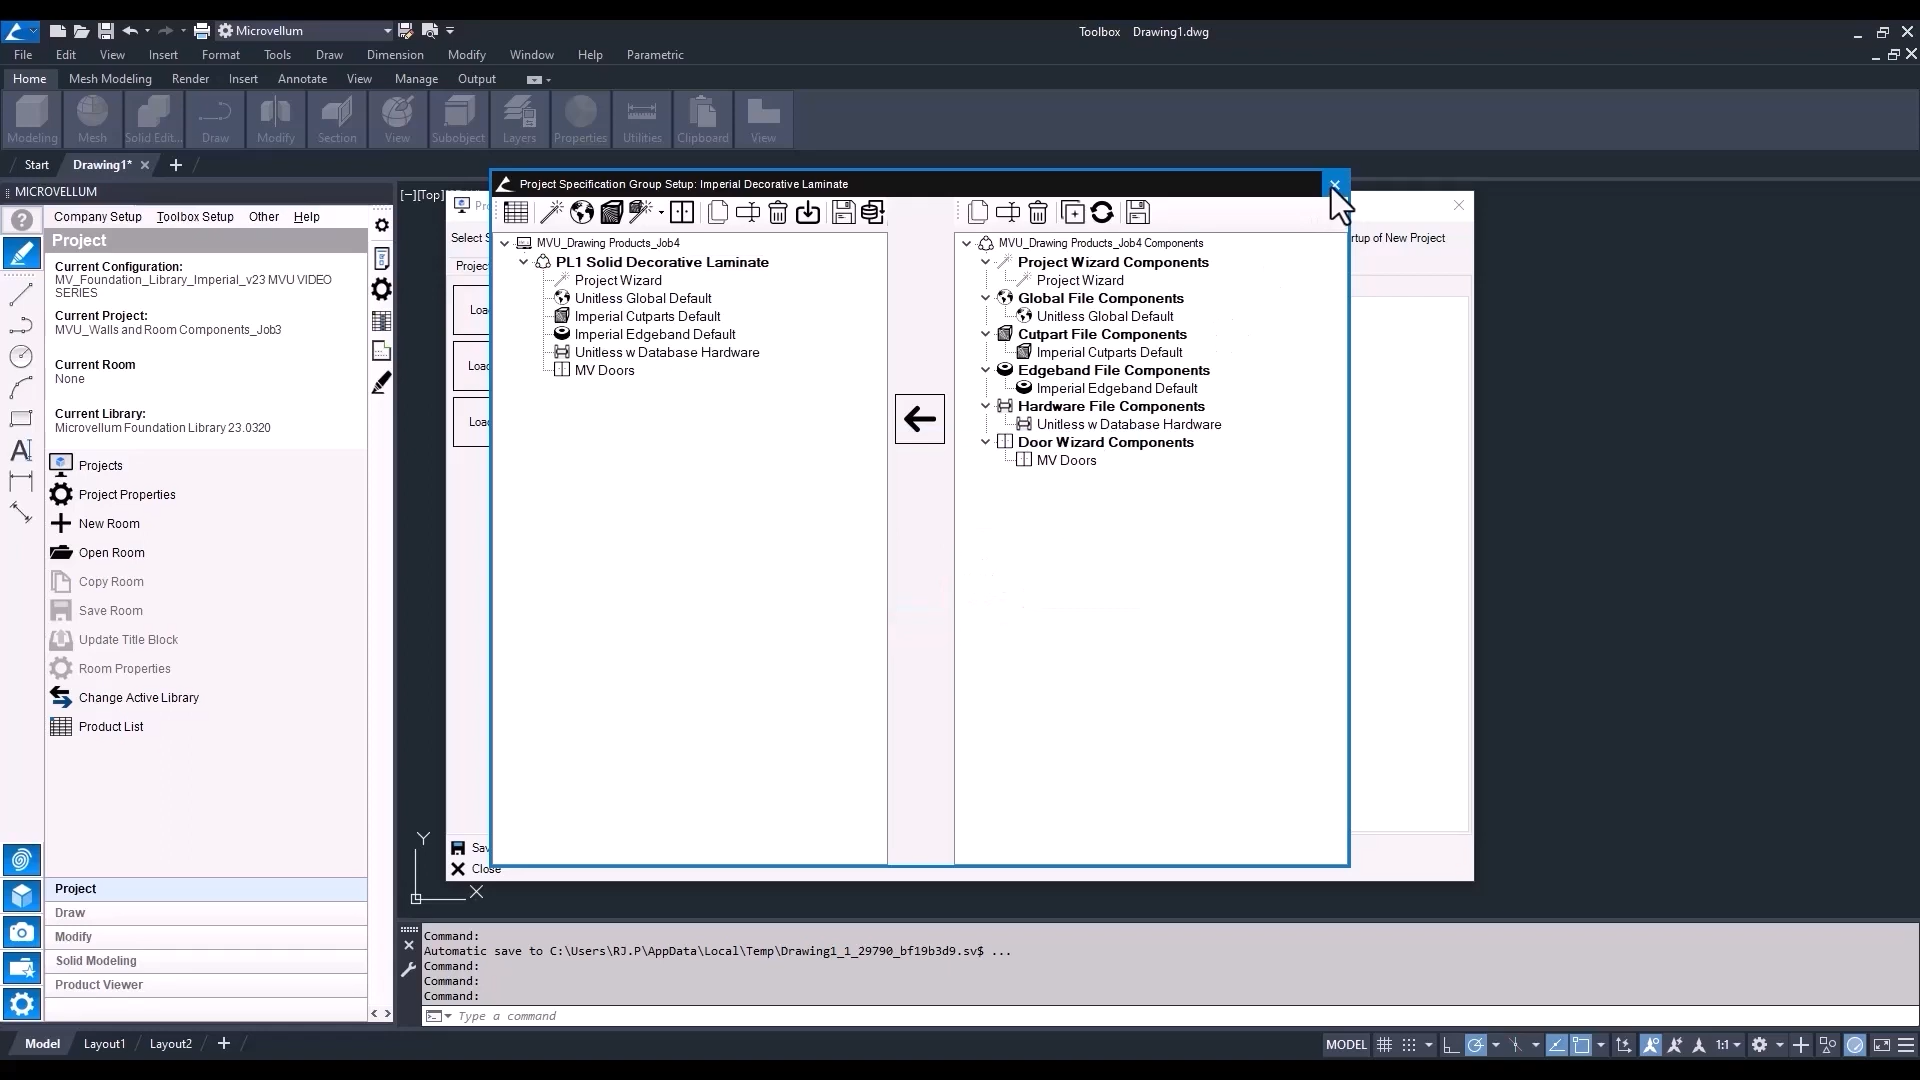 Microvellum
Toolbox Drawing1.dwg
File Edit View Insert Format Tools Draw Dimension Modify Window Help Parametric
Home Mesh Modeling Render Insert Annotate View Manage Output
Modeling Mesh Solid Edit... Draw Modify Section View Subobject Layers Properties Utilities Clipboard View
Start Drawing1*
MICROVELLUM
[−][Top]
Company Setup Toolbox Setup Other Help
Project
Current Configuration:
MV_Foundation_Library_Imperial_v23 MVU VIDEO
SERIES
Current Project:
MVU_Walls and Room Components_Job3
Current Room
None
Current Library:
Microvellum Foundation Library 23.0320
Projects
Project Properties
New Room
Open Room
Copy Room
Save Room
Update Title Block
Room Properties
Change Active Library
Product List
Project
Draw
Modify
Solid Modeling
Product Viewer
Project Specification Group Setup: Imperial Decorative Laminate
MVU_Drawing Products_Job4
PL1 Solid Decorative Laminate
Project Wizard
Unitless Global Default
Imperial Cutparts Default
Imperial Edgeband Default
Unitless w Database Hardware
MV Doors
MVU_Drawing Products_Job4 Components
Project Wizard Components
Project Wizard
Global File Components
Unitless Global Default
Cutpart File Components
Imperial Cutparts Default
Edgeband File Components
Imperial Edgeband Default
Hardware File Components
Unitless w Database Hardware
Door Wizard Components
MV Doors
Select S
rtup of New Project
Projec
Loa
Load
Load
Sav
Close
Y
X
Command:
Automatic save to C:\Users\RJ.P\AppData\Local\Temp\Drawing1_1_29790_bf19b3d9.sv$ ...
Command:
Command:
Command:
Type a command
Model Layout1 Layout2
MODEL 1:1